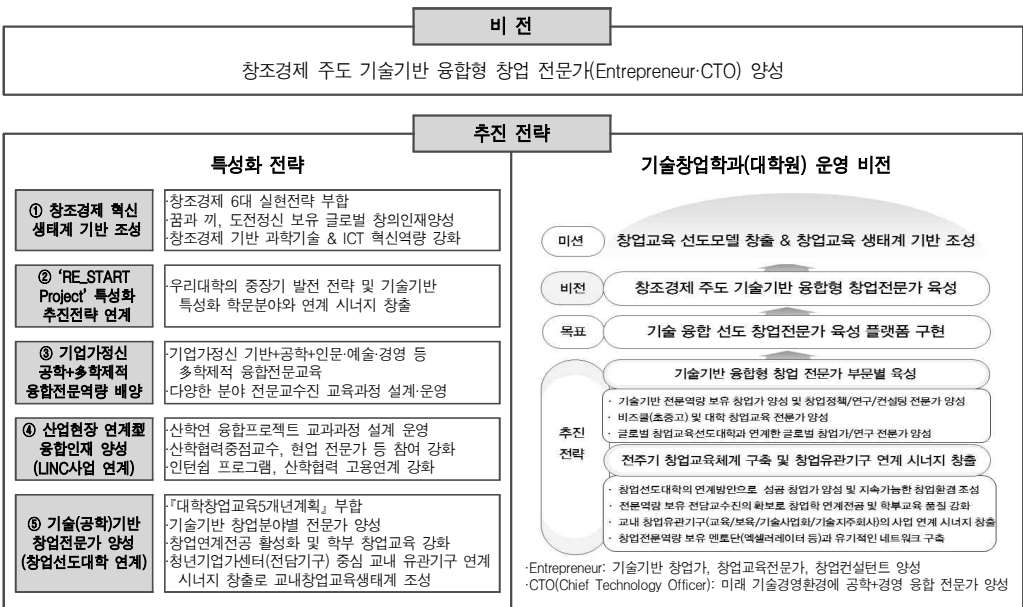 비 전
창조경제 주도 기술기반 융합형 창업 전문가(Entrepreneur·CTO) 양성
추진 전략
특성화 전략
① 창조경제 혁신
생태계 기반 조성
·창조경제 6대 실현전략 부합
·꿈과 끼, 도전정신 보유 글로벌 창의인재양성
·창조경제 기반 과학기술 & ICT 혁신역량 강화
② ‘RE_START
Project’ 특성화
추진전략 연계
·우리대학의 중장기 발전 전략 및 기술기반
특성화 학문분야와 연계 시너지 창출
③ 기업가정신
공학+多학제적
융합전문역량 배양
·기업가정신 기반+공학+인문·예술·경영 등
多학제적 융합전문교육
·다양한 분야 전문교수진 교육과정 설계·운영
④ 산업현장 연계型
융합인재 양성
(LINC사업 연계)
·산학연 융합프로젝트 교과과정 설계 운영
·산학협력중점교수, 현업 전문가 등 참여 강화
·인턴쉽 프로그램, 산학협력 고용연계 강화
⑤ 기술(공학)기반
창업전문가 양성
(창업선도대학 연계)
·『대학창업교육5개년계획』 부합
·기술기반 창업분야별 전문가 양성
·창업연계전공 활성화 및 학부 창업교육 강화
·청년기업가센터(전담기구) 중심 교내 유관기구 연계
시너지 창출로 교내창업교육생태계 조성
기술창업학과(대학원) 운영 비전
미션
창업교육 선도모델 창출 & 창업교육 생태계 기반 조성
비전
창조경제 주도 기술기반 융합형 창업전문가 육성
목표
기술 융합 선도 창업전문가 육성 플랫폼 구현
추진
전략
기술기반 융합형 창업 전문가 부문별 육성
· 기술기반 전문역량 보유 창업가 양성 및 창업정책/연구/컨설팅 전문가 양성
· 비즈쿨(초중고) 및 대학 창업교육 전문가 양성
· 글로벌 창업교육선도대학과 연계한 글로벌 창업가/연구 전문가 양성
전주기 창업교육체계 구축 및 창업유관기구 연계 시너지 창출
· 창업선도대학의 연계방안으로 성공 창업가 양성 및 지속가능한 창업환경 조성
· 전문역량 보유 전담교수진의 확보로 창업학 연계전공 및 학부교육 품질 강화
· 교내 창업유관기구(교육/보육/기술사업화/기술지주회사)의 사업 연계 시너지 창출
· 창업전문역량 보유 멘토단(엑셀러레이터 등)과 유기적인 네트워크 구축
·Entrepreneur: 기술기반 창업가, 창업교육전문가, 창업컨설턴트 양성
·CTO(Chief Technology Officer): 미래 기술경영환경에 공학+경영 융합 전문가 양성